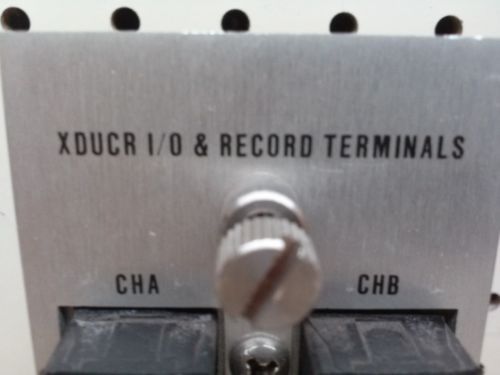 XDUCR I/O & RECORD TERMINALS
CHA CHB